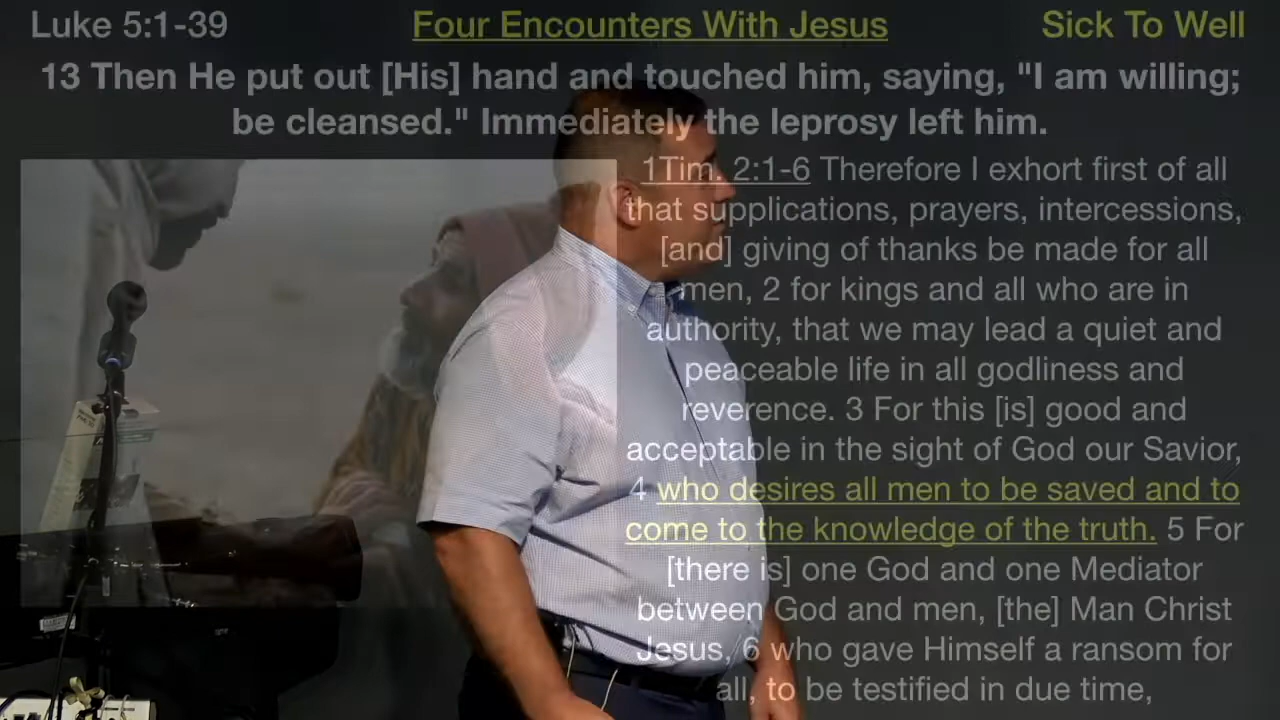 Luke 5:1-39 Four Encounters With Jesus Sick To Well
13 Then He put out [His] hand and touched him, saying, "I am willing;
be cleansed." Immediately the leprosy left him.
1Tim. 2:1-6 Therefore I exhort first of all
that supplications, prayers, intercessions,
[and] giving of thanks be made for all
men, 2 for kings and all who are in
authority, that we may lead a quiet and
peaceable life in all godliness and
reverence. 3 For this [is] good and
acceptable in the sight of God our Savior,
4 who desires all men to be saved and to
come to the knowledge of the truth. 5 For
[there is] one God and one Mediator
between God and men, [the] Man Christ
Jesus, 6 who gave Himself a ransom for
all, to be testified in due time,